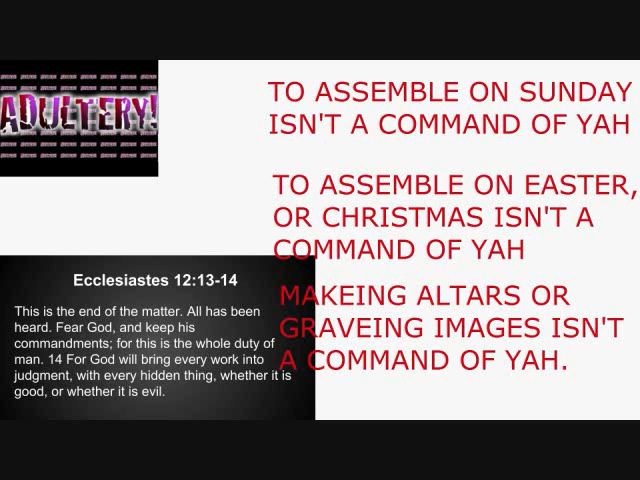 ADULTERY!
TO ASSEMBLE ON SUNDAY
ISN'T A COMMAND OF YAH
TO ASSEMBLE ON EASTER,
OR CHRISTMAS ISN'T A
COMMAND OF YAH
MAKEING ALTARS OR
GRAVEING IMAGES ISN'T
A COMMAND OF YAH.
Ecclesiastes 12:13-14
This is the end of the matter. All has been
heard. Fear God, and keep his
commandments; for this is the whole duty of
man. 14 For God will bring every work into
judgment, with every hidden thing, whether it is
good, or whether it is evil.